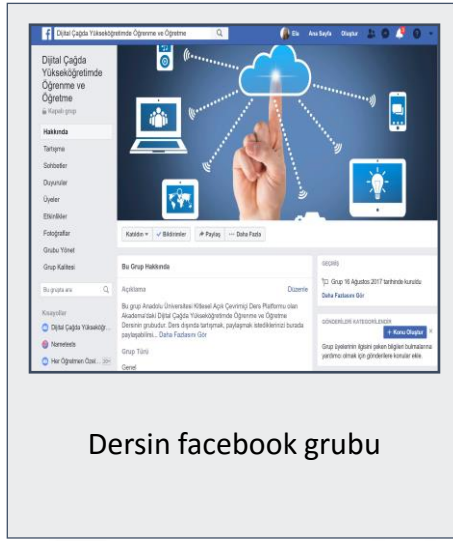 Dijital Çağda Yükseköğretimde Öğrenme ve Öğretme
Ela
Ana Sayfa
Oluştur
Dijital Çağda
Yükseköğretimde
Öğrenme ve
Öğretme
Kapalı grup
Hakkında
Tartışma
Sohbetler
Duyurular
Üyeler
Etkinlikler
Fotoğraflar
Grubu Yönet
Grup Kalitesi
Bu grupta ara
Kısayollar
Dijital Çağda Yükseköğr...
Nameleds
Her Öğretmen Özel...
Katıldın
Bildirimler
Paylaş
Daha Fazla
Bu Grup Hakkında
Açıklama
Düzenle
Bu grup Anadolu Üniversitesi Kitlesel Açık Çevrimiçi Ders Platformu olan
Akadema'daki Dijital Çağda Yükseköğretimde Öğrenme ve Öğretme
Dersinin grubudur. Ders dışında tartışmak, paylaşmak istediklerinizi burada
paylaşabilirsi... Daha Fazlasını Gör
Grup Türü
Genel
GEÇMİŞ
Grup 16 Ağustos 2017 tarihinde kuruldu
Daha Fazlasını Gör
GÖNDERİLERİ KATEGORİLENDİR
+ Konu Oluştur
Grup üyelerinin ilgisini çeken bilgileri bulmalarına
yardımcı olmak için gönderilere konular ekle.
Dersin facebook grubu